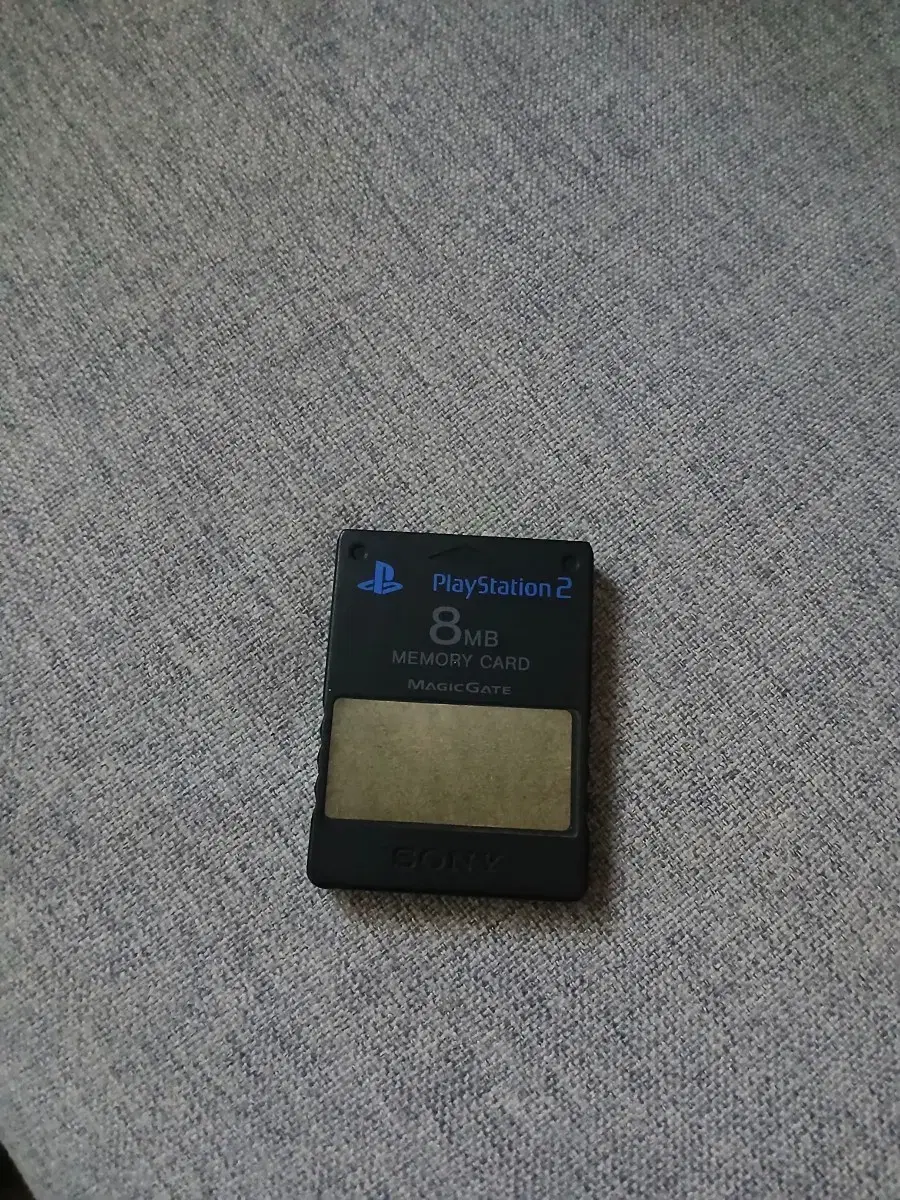 PlayStation 2
8MB
MEMORY CARD
MAGICGATE
SONY